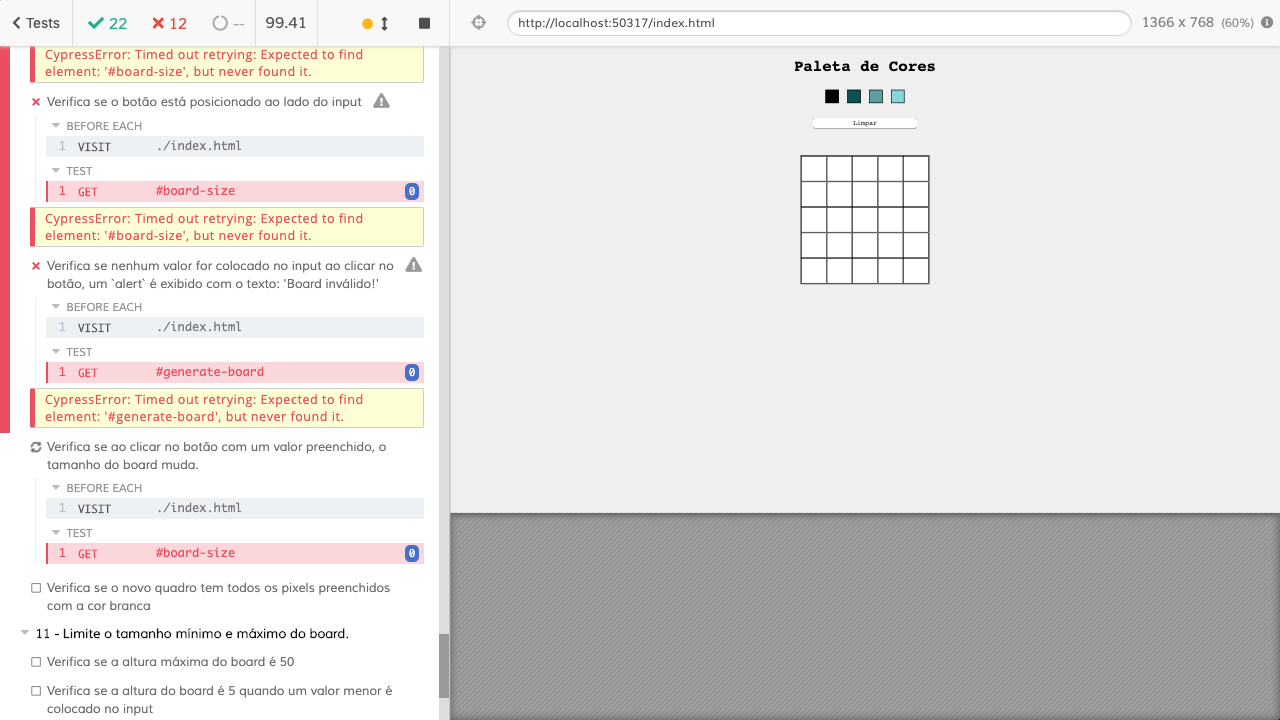 Tests 22 12 -- 99.41
http://localhost:50317/index.html 1366 x 768 (60%)
CypressError: Timed out retrying: Expected to find
element: '#board-size', but never found it.
Verifica se o botão está posicionado ao lado do input
BEFORE EACH
1 VISIT ./index.html
TEST
1 GET #board-size 0
CypressError: Timed out retrying: Expected to find
element: '#board-size', but never found it.
Verifica se nenhum valor for colocado no input ao clicar no
botão, um `alert` é exibido com o texto: 'Board inválido!'
BEFORE EACH
1 VISIT ./index.html
TEST
1 GET #generate-board 0
CypressError: Timed out retrying: Expected to find
element: '#generate-board', but never found it.
Verifica se ao clicar no botão com um valor preenchido, o
tamanho do board muda.
BEFORE EACH
1 VISIT ./index.html
TEST
1 GET #board-size 0
Verifica se o novo quadro tem todos os pixels preenchidos
com a cor branca
11 - Limite o tamanho mínimo e máximo do board.
Verifica se a altura máxima do board é 50
Verifica se a altura do board é 5 quando um valor menor é
colocado no input
Paleta de Cores
Limpar